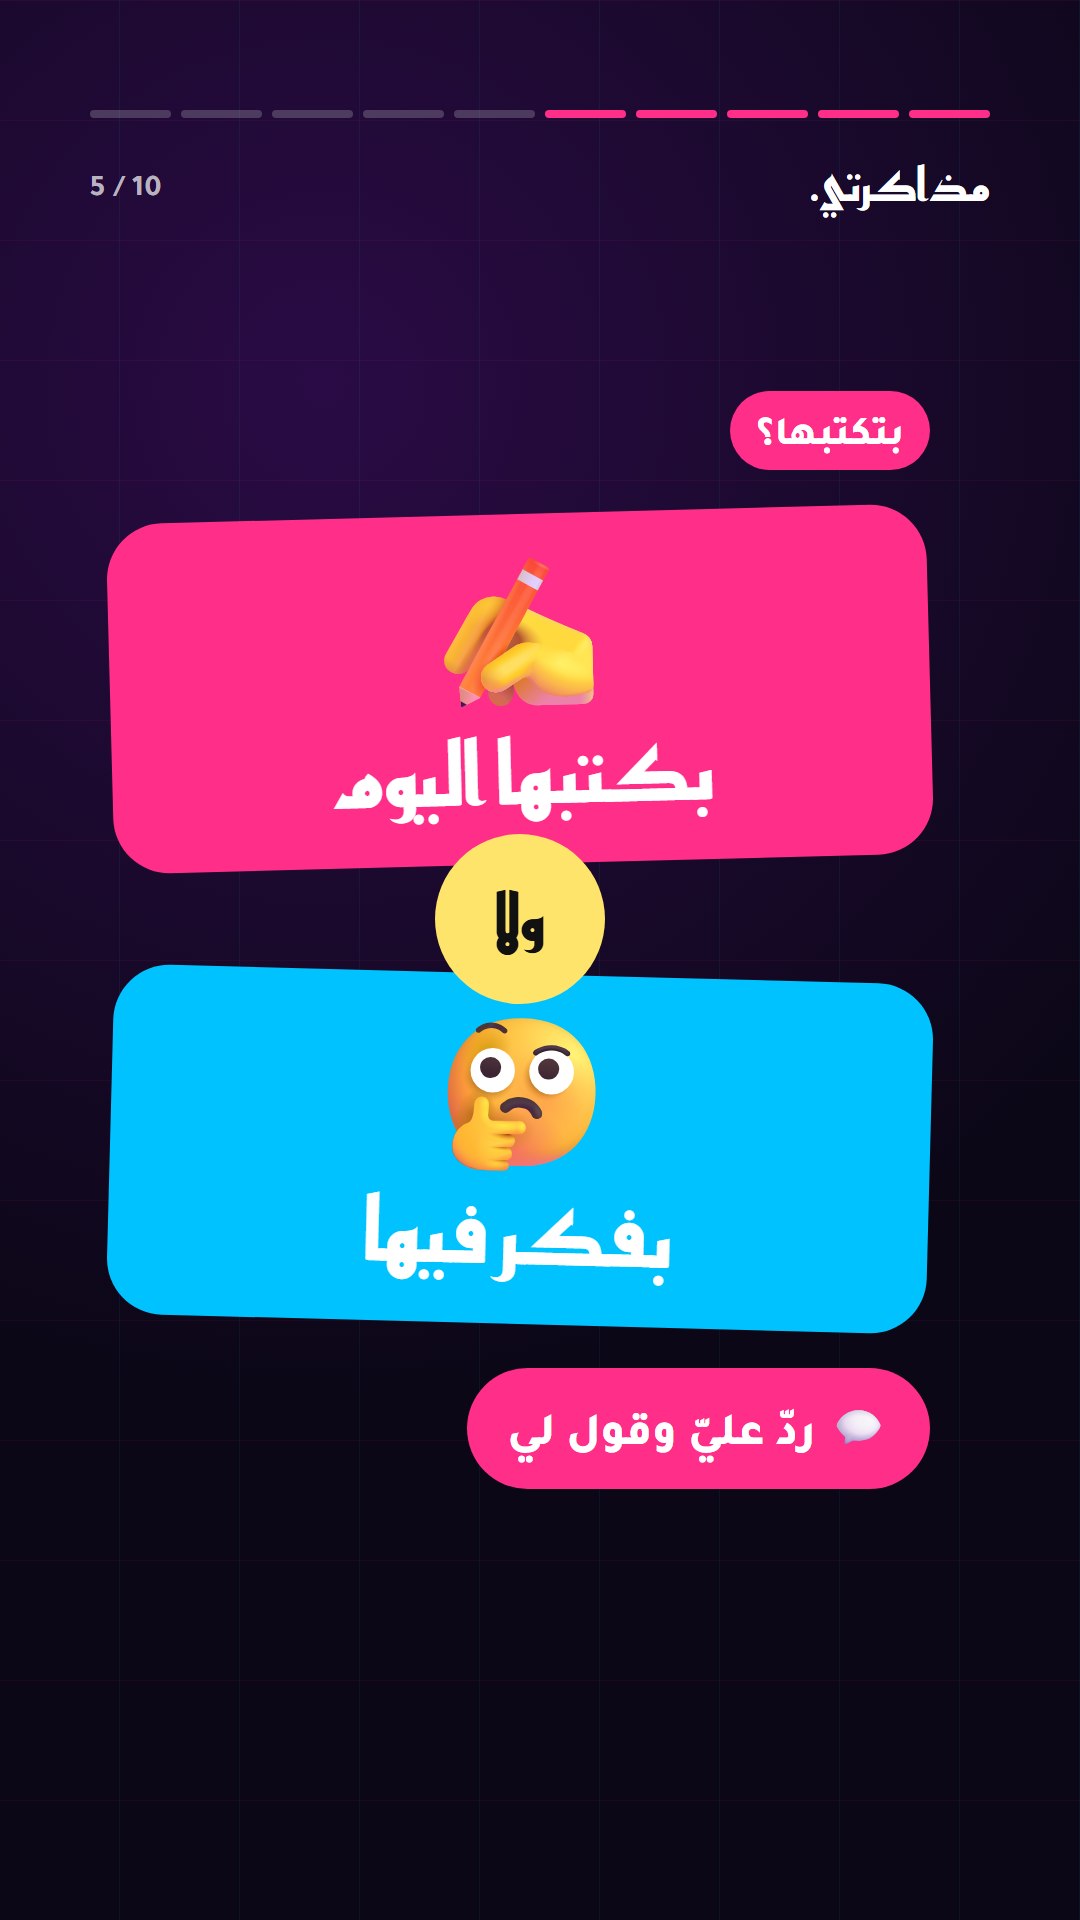 مذاكرتي.
5 / 10
بتكتبها؟
بكتبها اليوم
ولا
بفكر فيها
ردّ عليّ وقول لي